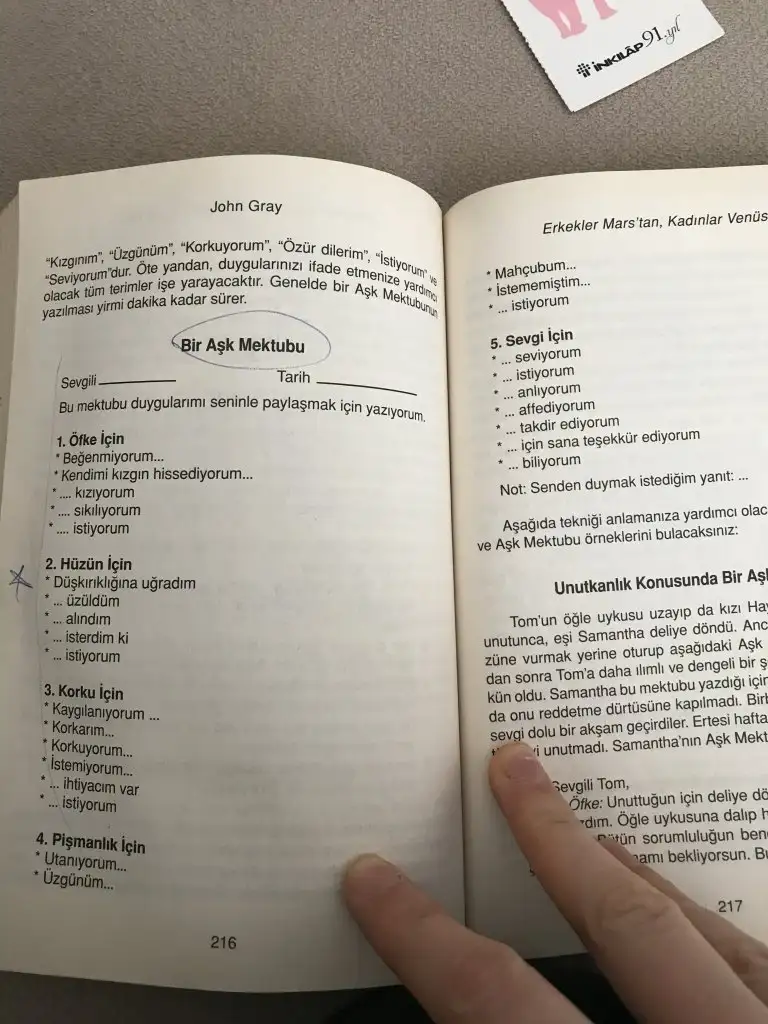 İNKILÂP 91.yıl
John Gray
"Kızgınım", "Üzgünüm", "Korkuyorum", "Özür dilerim", "İstiyorum" ve
"Seviyorum"dur. Öte yandan, duygularınızı ifade etmenize yardımcı
olacak tüm terimler işe yarayacaktır. Genelde bir Aşk Mektubunun
yazılması yirmi dakika kadar sürer.
Bir Aşk Mektubu
Sevgili Tarih
Bu mektubu duygularımı seninle paylaşmak için yazıyorum.
1. Öfke İçin
* Beğenmiyorum...
* Kendimi kızgın hissediyorum...
* .... kızıyorum
* .... sıkılıyorum
* .... istiyorum
2. Hüzün İçin
* Düşkırıklığına uğradım
* ... üzüldüm
* ... alındım
* ... isterdim ki
* ... istiyorum
3. Korku İçin
* Kaygılanıyorum ...
* Korkarım...
* Korkuyorum...
* İstemiyorum...
* ... ihtiyacım var
* ... istiyorum
4. Pişmanlık İçin
* Utanıyorum...
* Üzgünüm...
216
Erkekler Mars'tan, Kadınlar Venüs
* Mahçubum...
* İstememiştim...
* ... istiyorum
5. Sevgi İçin
* ... seviyorum
* ... istiyorum
* ... anlıyorum
* ... affediyorum
* ... takdir ediyorum
* ... için sana teşekkür ediyorum
* ... biliyorum
Not: Senden duymak istediğim yanıt: ...
Aşağıda tekniği anlamanıza yardımcı olac
ve Aşk Mektubu örneklerini bulacaksınız:
Unutkanlık Konusunda Bir Aş
Tom'un öğle uykusu uzayıp da kızı Hay
unutunca, eşi Samantha deliye döndü. Anc
züne vurmak yerine oturup aşağıdaki Aşk
dan sonra Tom'a daha ılımlı ve dengeli bir ş
kün oldu. Samantha bu mektubu yazdığı için
da onu reddetme dürtüsüne kapılmadı. Birl
sevgi dolu bir akşam geçirdiler. Ertesi hafta
unutmadı. Samantha'nın Aşk Mekt
Sevgili Tom,
Öfke: Unuttuğun için deliye dö
Öğle uykusuna dalıp h
sorumluluğun ben
bekliyorsun. Bu
217